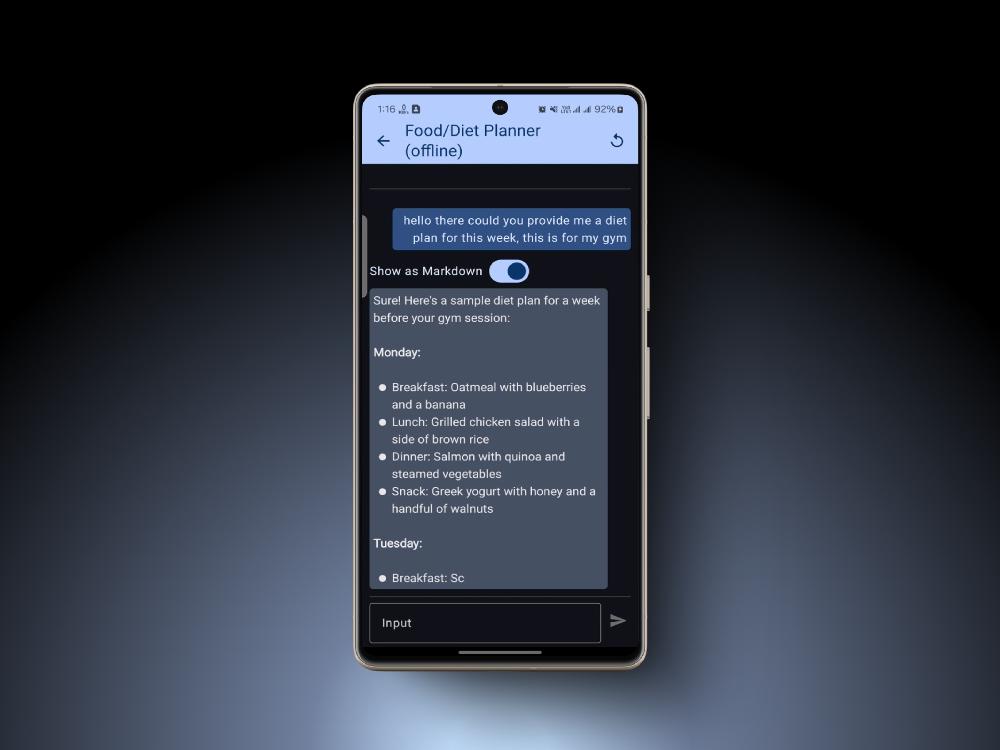 1:16
92%
Food/Diet Planner
(offline)
hello there could you provide me a diet
plan for this week, this is for my gym
Show as Markdown
Sure! Here's a sample diet plan for a week
before your gym session:
Monday:
Breakfast: Oatmeal with blueberries
and a banana
Lunch: Grilled chicken salad with a
side of brown rice
Dinner: Salmon with quinoa and
steamed vegetables
Snack: Greek yogurt with honey and a
handful of walnuts
Tuesday:
Breakfast: Sc
Input